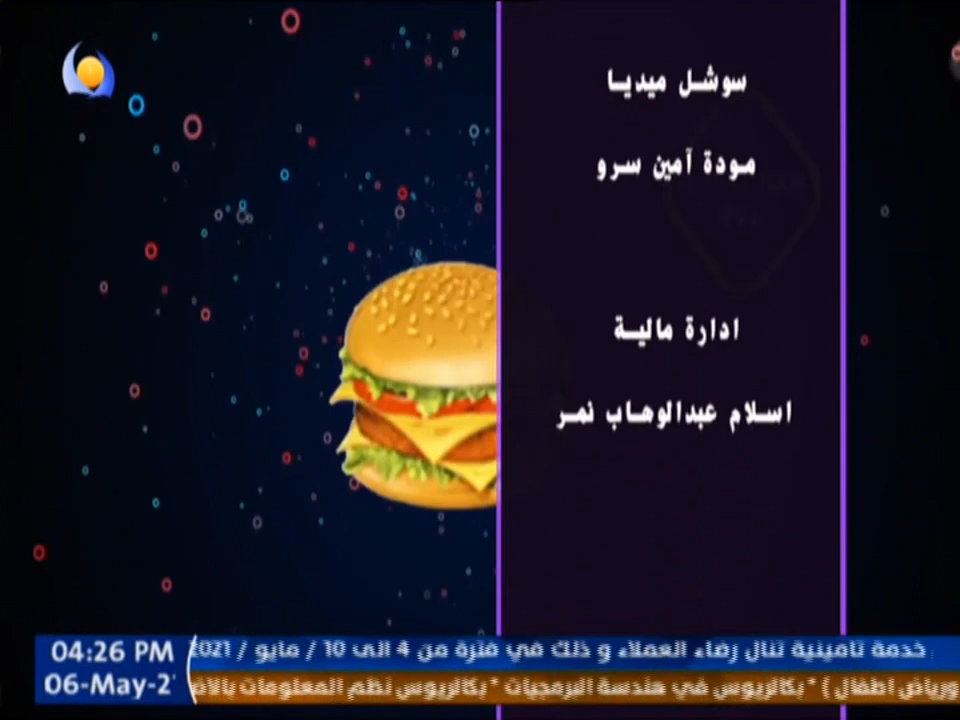 سوشل ميديا
مودة آمين سرو
ادارة مالية
اسلام عبدالوهاب نمر
04:26 PM
خدمة تامينية تنال رضاء العملاء و ذلك في فترة من 4 الى 10 / مايو / 2021
06-May-2
ورياض اطفال ) * بكالريوس في هندسة البرمجيات * بكالريوس نظم المعلومات